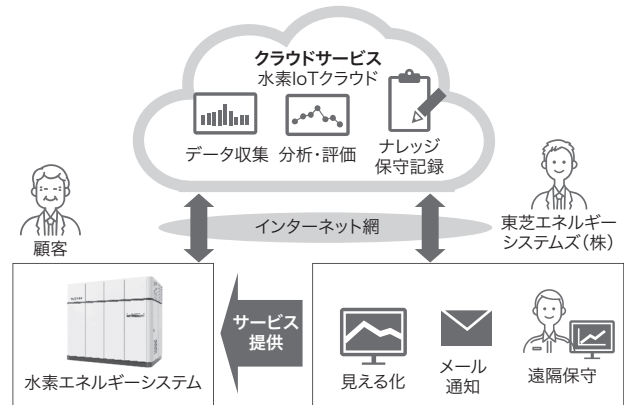 クラウドサービス
水素IoTクラウド
データ収集
分析・評価
ナレッジ
保守記録
顧客
インターネット網
東芝エネルギー
システムズ(株)
水素エネルギーシステム
サービス
提供
見える化
メール
通知
遠隔保守